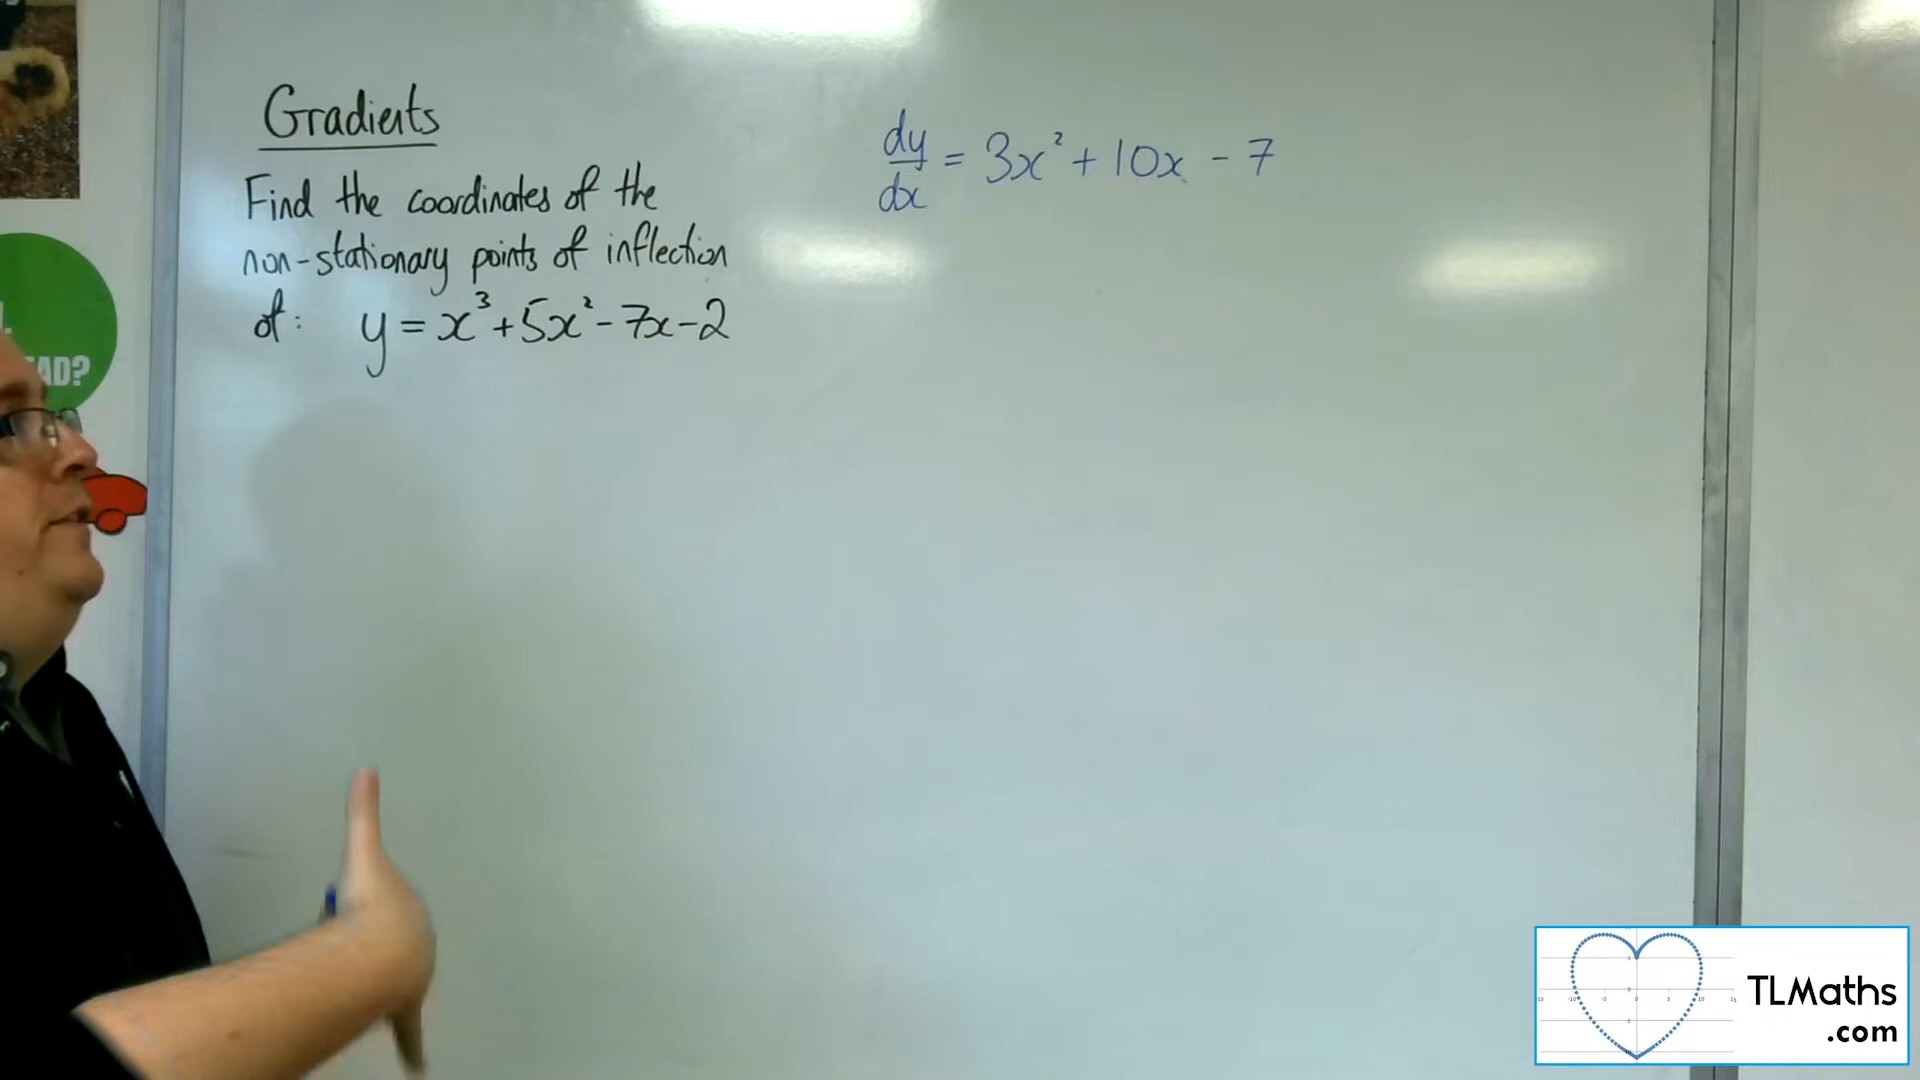 Gradients
Find the coordinates of the
non-stationary points of inflection
of: y = x³ + 5x² - 7x - 2
dy/dx = 3x² + 10x - 7
AD?
TLMaths
.com